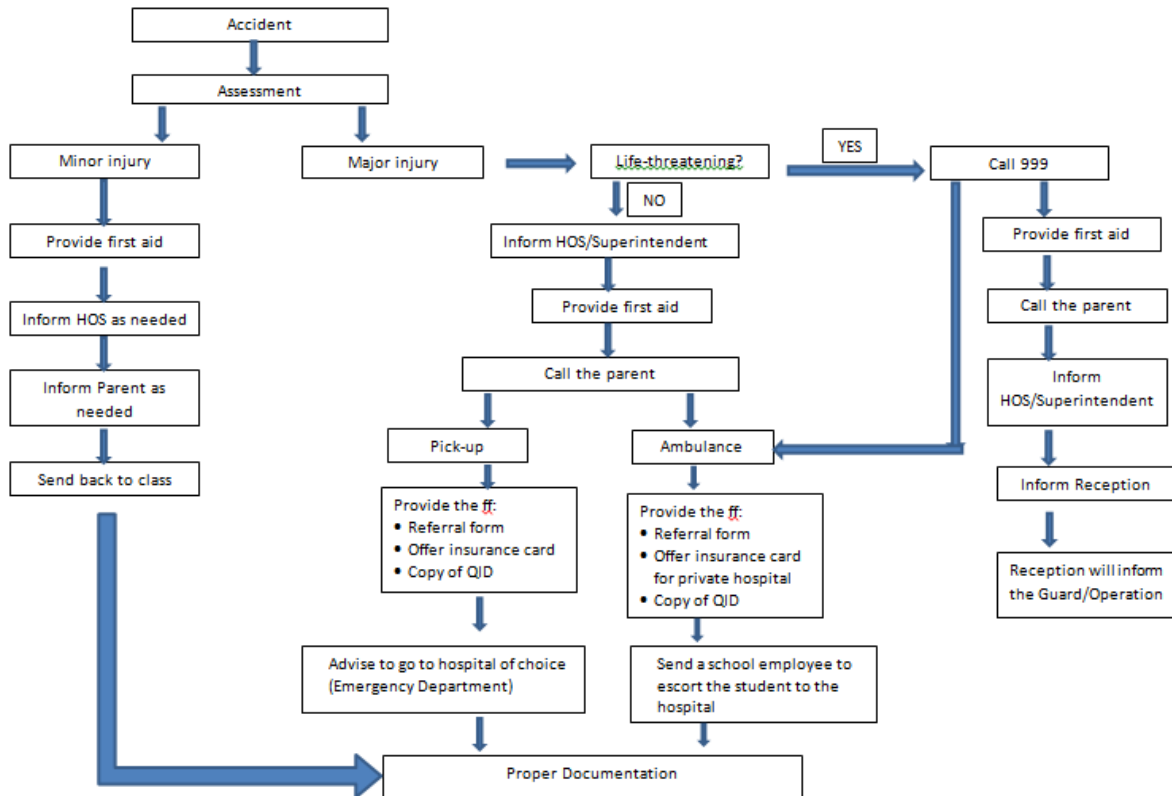 Accident
Assessment
Minor injury
Major injury
Life-threatening?
YES
Call 999
NO
Provide first aid
Inform HOS/Superintendent
Provide first aid
Inform HOS as needed
Provide first aid
Call the parent
Inform Parent as
needed
Call the parent
Inform
HOS/Superintendent
Send back to class
Pick-up
Ambulance
Inform Reception
Provide the ff:
• Referral form
• Offer insurance card
• Copy of QID
Provide the ff:
• Referral form
• Offer insurance card
for private hospital
• Copy of QID
Reception will inform
the Guard/Operation
Advise to go to hospital of choice
(Emergency Department)
Send a school employee to
escort the student to the
hospital
Proper Documentation